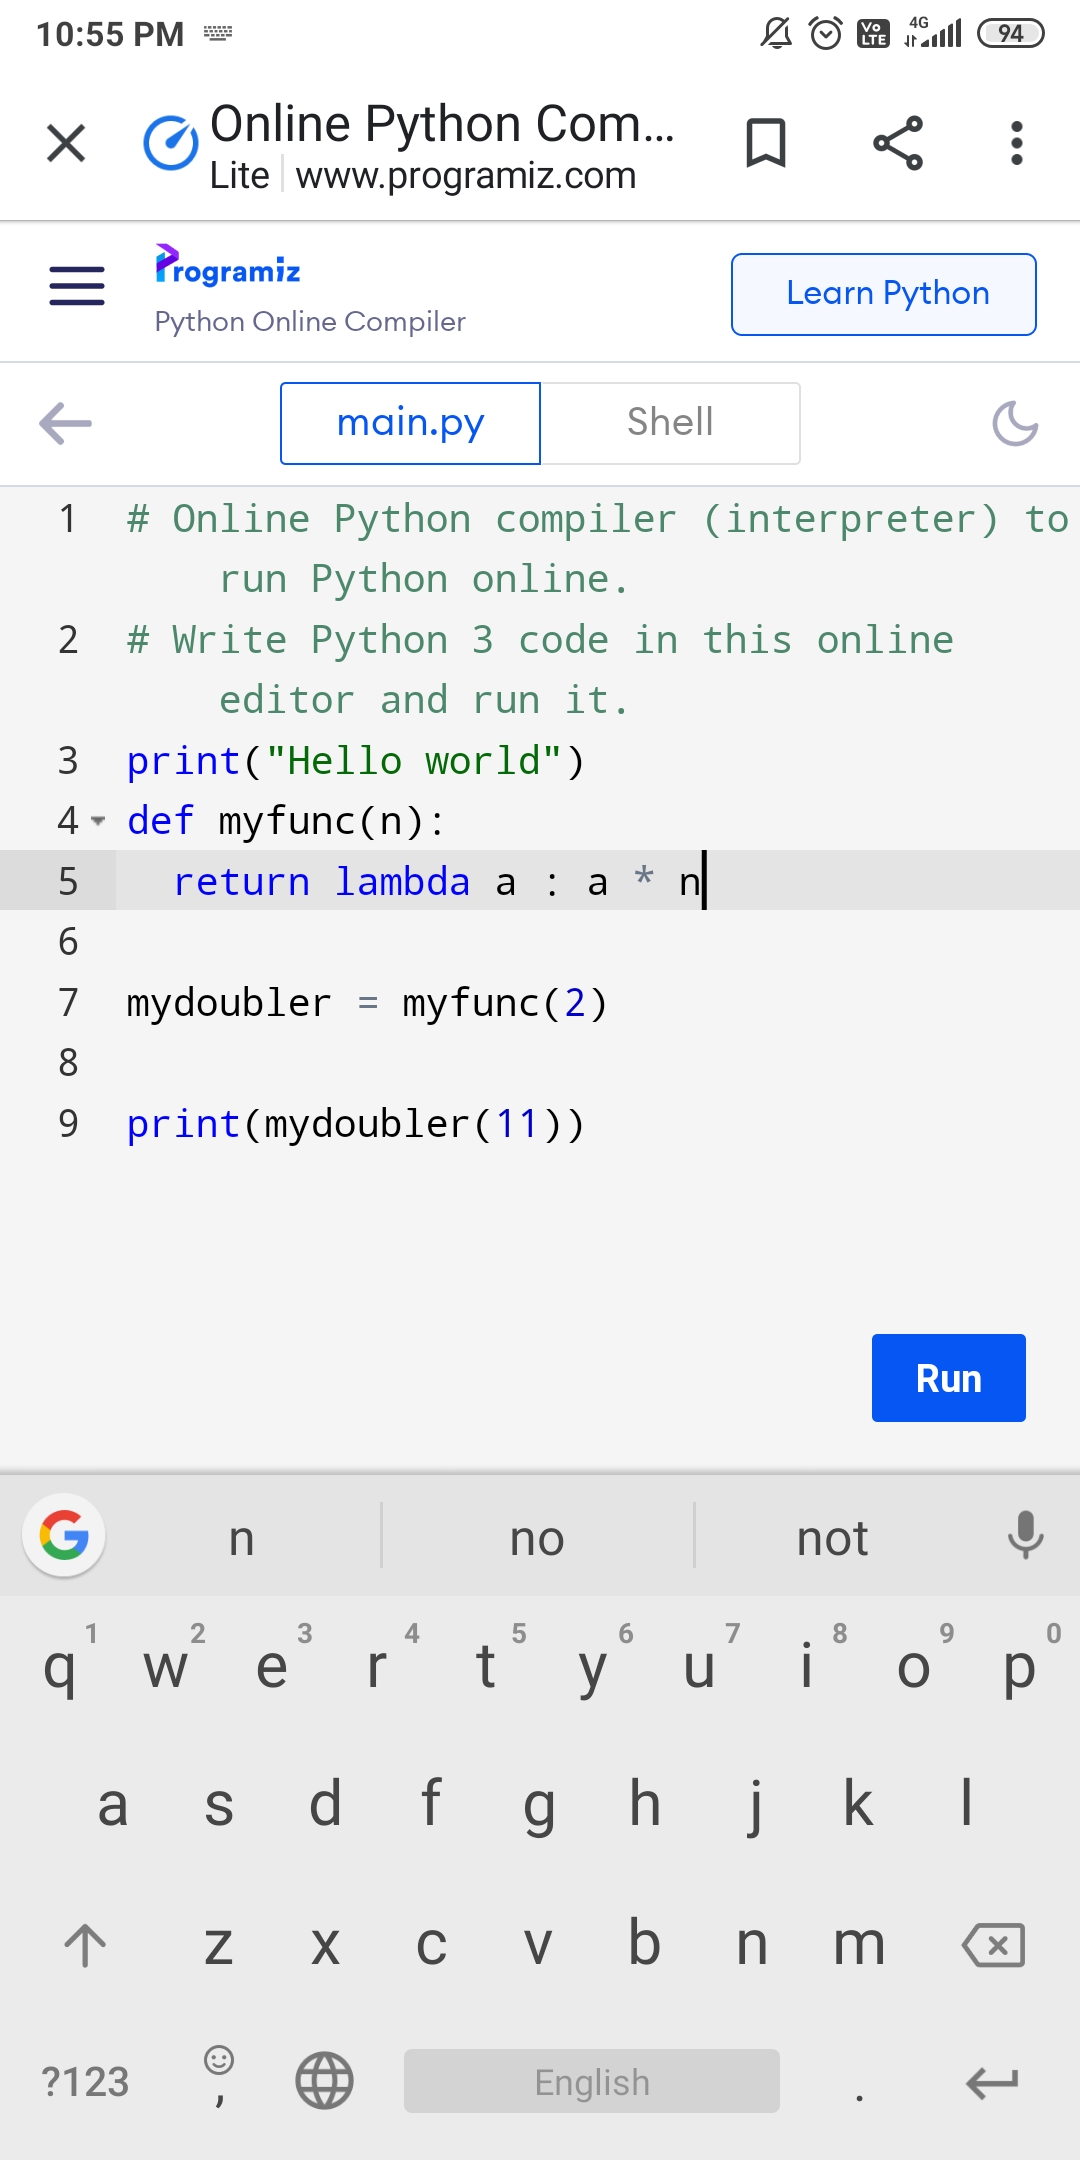 10:55 PM
4G
Vo LTE
94
Online Python Com...
Lite www.programiz.com
Programiz
Python Online Compiler
Learn Python
main.py Shell
1 # Online Python compiler (interpreter) to
run Python online.
2 # Write Python 3 code in this online
editor and run it.
3 print("Hello world")
4 def myfunc(n):
5 return lambda a : a * n
6
7 mydoubler = myfunc(2)
8
9 print(mydoubler(11))
Run
n no not
1 2 3 4 5 6 7 8 9 0
q w e r t y u i o p
a s d f g h j k l
z x c v b n m
?123 , English .